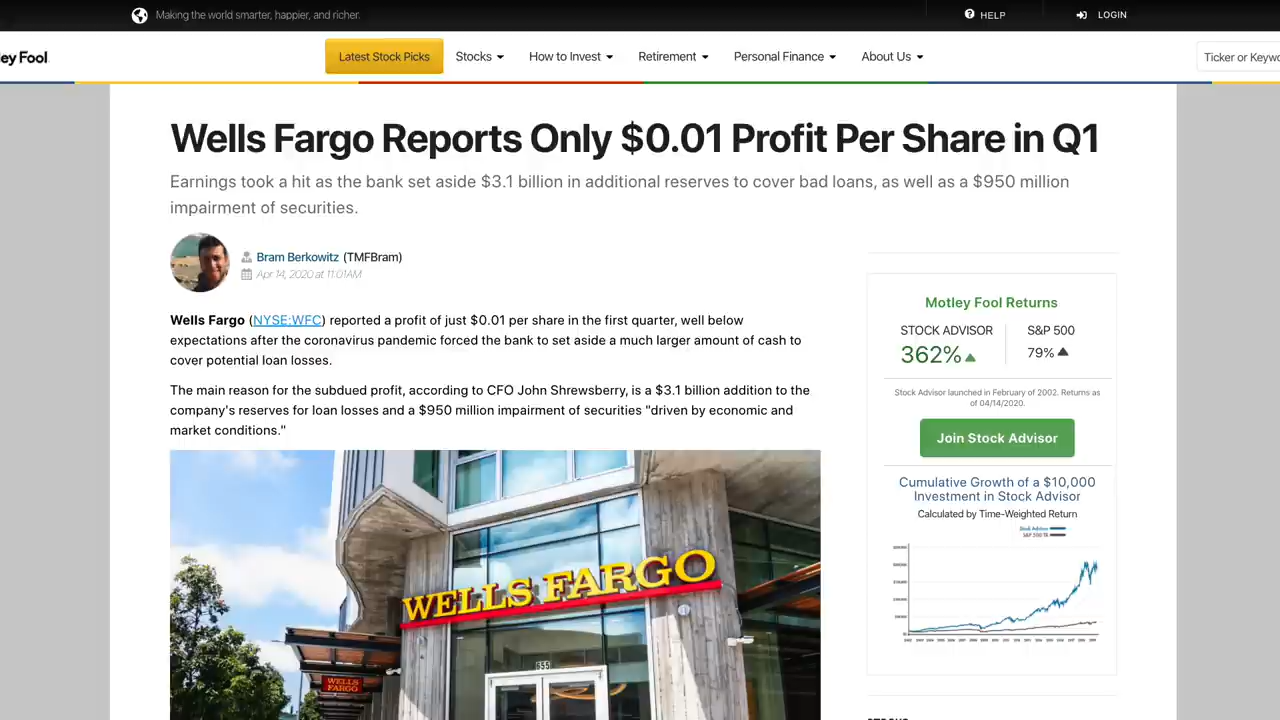 Making the world smarter, happier, and richer.
HELP
LOGIN
ey Fool
Latest Stock Picks
Stocks
How to Invest
Retirement
Personal Finance
About Us
Ticker or Keywo
Wells Fargo Reports Only $0.01 Profit Per Share in Q1
Earnings took a hit as the bank set aside $3.1 billion in additional reserves to cover bad loans, as well as a $950 million
impairment of securities.
Bram Berkowitz (TMFBram)
Apr 14, 2020 at 11:01AM
Wells Fargo (NYSE:WFC) reported a profit of just $0.01 per share in the first quarter, well below
expectations after the coronavirus pandemic forced the bank to set aside a much larger amount of cash to
cover potential loan losses.
The main reason for the subdued profit, according to CFO John Shrewsberry, is a $3.1 billion addition to the
company's reserves for loan losses and a $950 million impairment of securities "driven by economic and
market conditions."
WELLS FARGO
655
WELLS
FARGO
Motley Fool Returns
STOCK ADVISOR
S&P 500
362%
79%
Stock Advisor launched in February of 2002. Returns as
of 04/14/2020.
Join Stock Advisor
Cumulative Growth of a $10,000
Investment in Stock Advisor
Calculated by Time-Weighted Return
Stock Advisor
S&P 500 TR